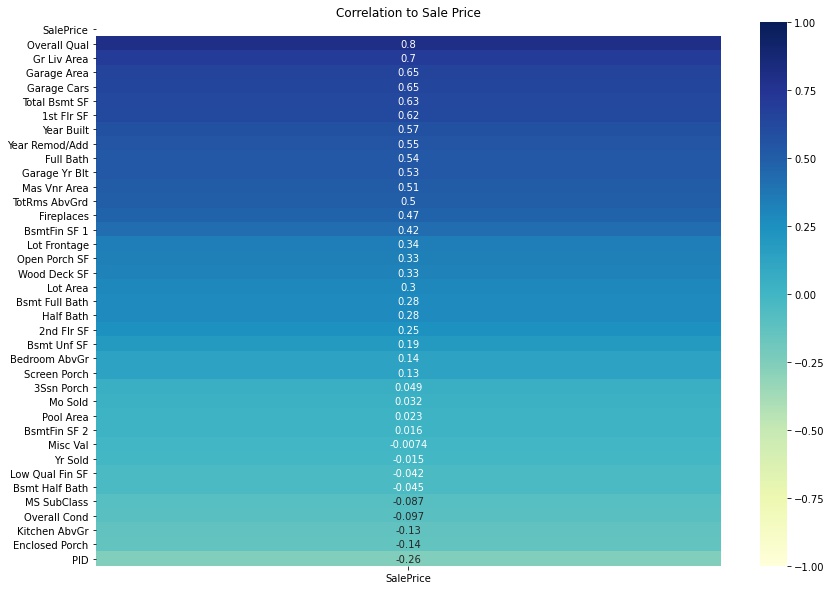 Correlation to Sale Price
SalePrice
Overall Qual 0.8
Gr Liv Area 0.7
Garage Area 0.65
Garage Cars 0.65
Total Bsmt SF 0.63
1st Flr SF 0.62
Year Built 0.57
Year Remod/Add 0.55
Full Bath 0.54
Garage Yr Blt 0.53
Mas Vnr Area 0.51
TotRms AbvGrd 0.5
Fireplaces 0.47
BsmtFin SF 1 0.42
Lot Frontage 0.34
Open Porch SF 0.33
Wood Deck SF 0.33
Lot Area 0.3
Bsmt Full Bath 0.28
Half Bath 0.28
2nd Flr SF 0.25
Bsmt Unf SF 0.19
Bedroom AbvGr 0.14
Screen Porch 0.13
3Ssn Porch 0.049
Mo Sold 0.032
Pool Area 0.023
BsmtFin SF 2 0.016
Misc Val -0.0074
Yr Sold -0.015
Low Qual Fin SF -0.042
Bsmt Half Bath -0.045
MS SubClass -0.087
Overall Cond -0.097
Kitchen AbvGr -0.13
Enclosed Porch -0.14
PID -0.26
SalePrice
1.00
0.75
0.50
0.25
0.00
−0.25
−0.50
−0.75
−1.00